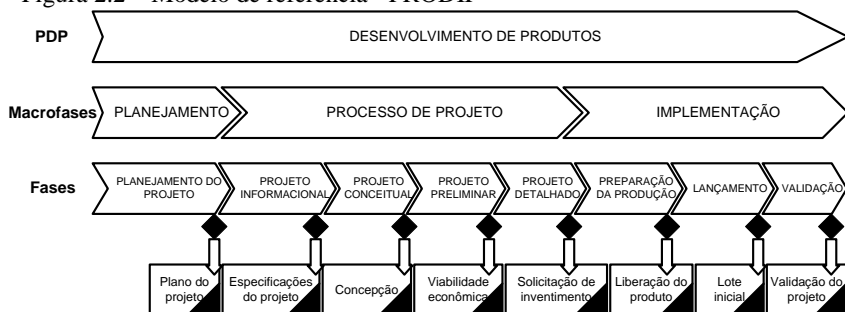 Figura 2.2 – Modelo de referência - PRODIP
PDP
DESENVOLVIMENTO DE PRODUTOS
Macrofases
PLANEJAMENTO
PROCESSO DE PROJETO
IMPLEMENTAÇÃO
Fases
PLANEJAMENTO DO
PROJETO
PROJETO
INFORMACIONAL
PROJETO
CONCEITUAL
PROJETO
PRELIMINAR
PROJETO
DETALHADO
PREPARAÇÃO
DA PRODUÇÃO
LANÇAMENTO
VALIDAÇÃO
Plano do
projeto
Especificações
do projeto
Concepção
Viabilidade
econômica
Solicitação de
inventimento
Liberação do
produto
Lote
inicial
Validação do
projeto